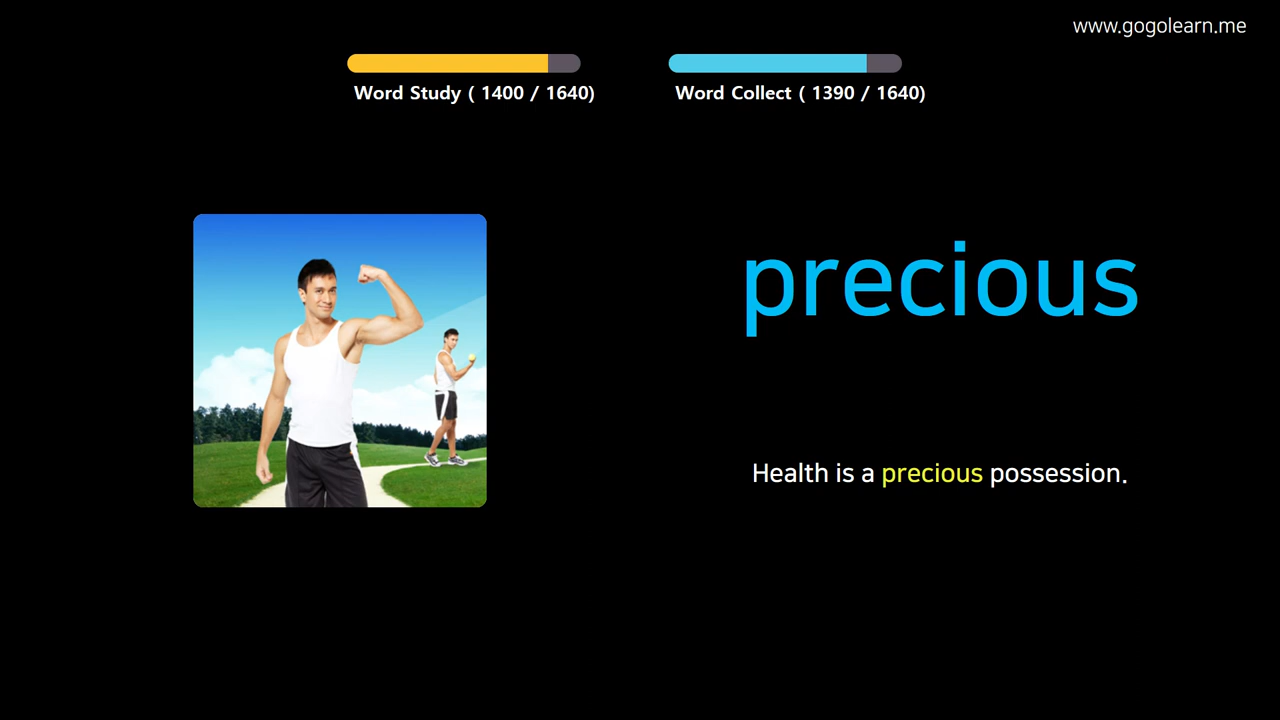 www.gogolearn.me
Word Study ( 1400 / 1640)
Word Collect ( 1390 / 1640)
precious
Health is a precious possession.